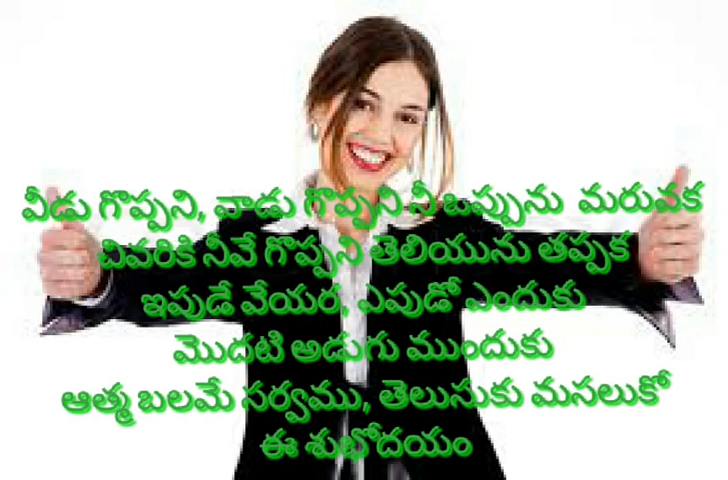 వీడు గొప్పని, వాడు గొప్పని నీ ఒప్పును మరువక
చివరికి నీవే గొప్పని తెలియును తప్పక
ఇపుడే వేయర, ఎపుడో ఎందుకు
మొదటి అడుగు ముందుకు
ఆత్మ బలమే సర్వము, తెలుసుకు మసలుకో
ఈ శుభోదయం